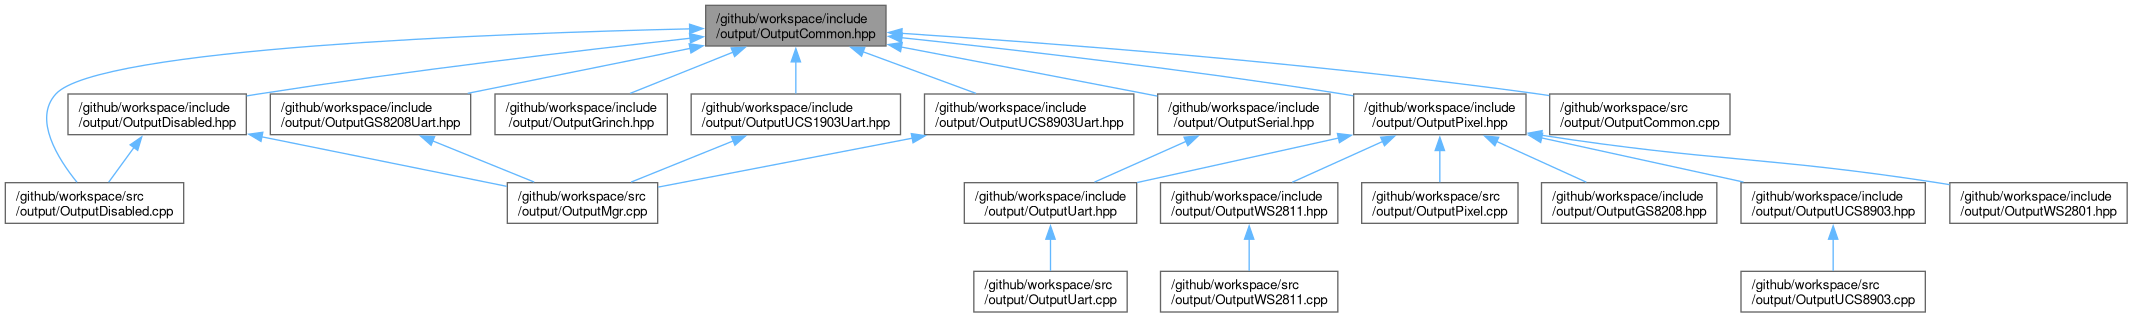 /github/workspace/include
/output/OutputCommon.hpp
/github/workspace/include
/output/OutputDisabled.hpp
/github/workspace/include
/output/OutputGS8208Uart.hpp
/github/workspace/include
/output/OutputGrinch.hpp
/github/workspace/include
/output/OutputUCS1903Uart.hpp
/github/workspace/include
/output/OutputUCS8903Uart.hpp
/github/workspace/include
/output/OutputSerial.hpp
/github/workspace/include
/output/OutputPixel.hpp
/github/workspace/src
/output/OutputCommon.cpp
/github/workspace/src
/output/OutputDisabled.cpp
/github/workspace/src
/output/OutputMgr.cpp
/github/workspace/include
/output/OutputUart.hpp
/github/workspace/include
/output/OutputWS2811.hpp
/github/workspace/src
/output/OutputPixel.cpp
/github/workspace/include
/output/OutputGS8208.hpp
/github/workspace/include
/output/OutputUCS8903.hpp
/github/workspace/include
/output/OutputWS2801.hpp
/github/workspace/src
/output/OutputUart.cpp
/github/workspace/src
/output/OutputWS2811.cpp
/github/workspace/src
/output/OutputUCS8903.cpp